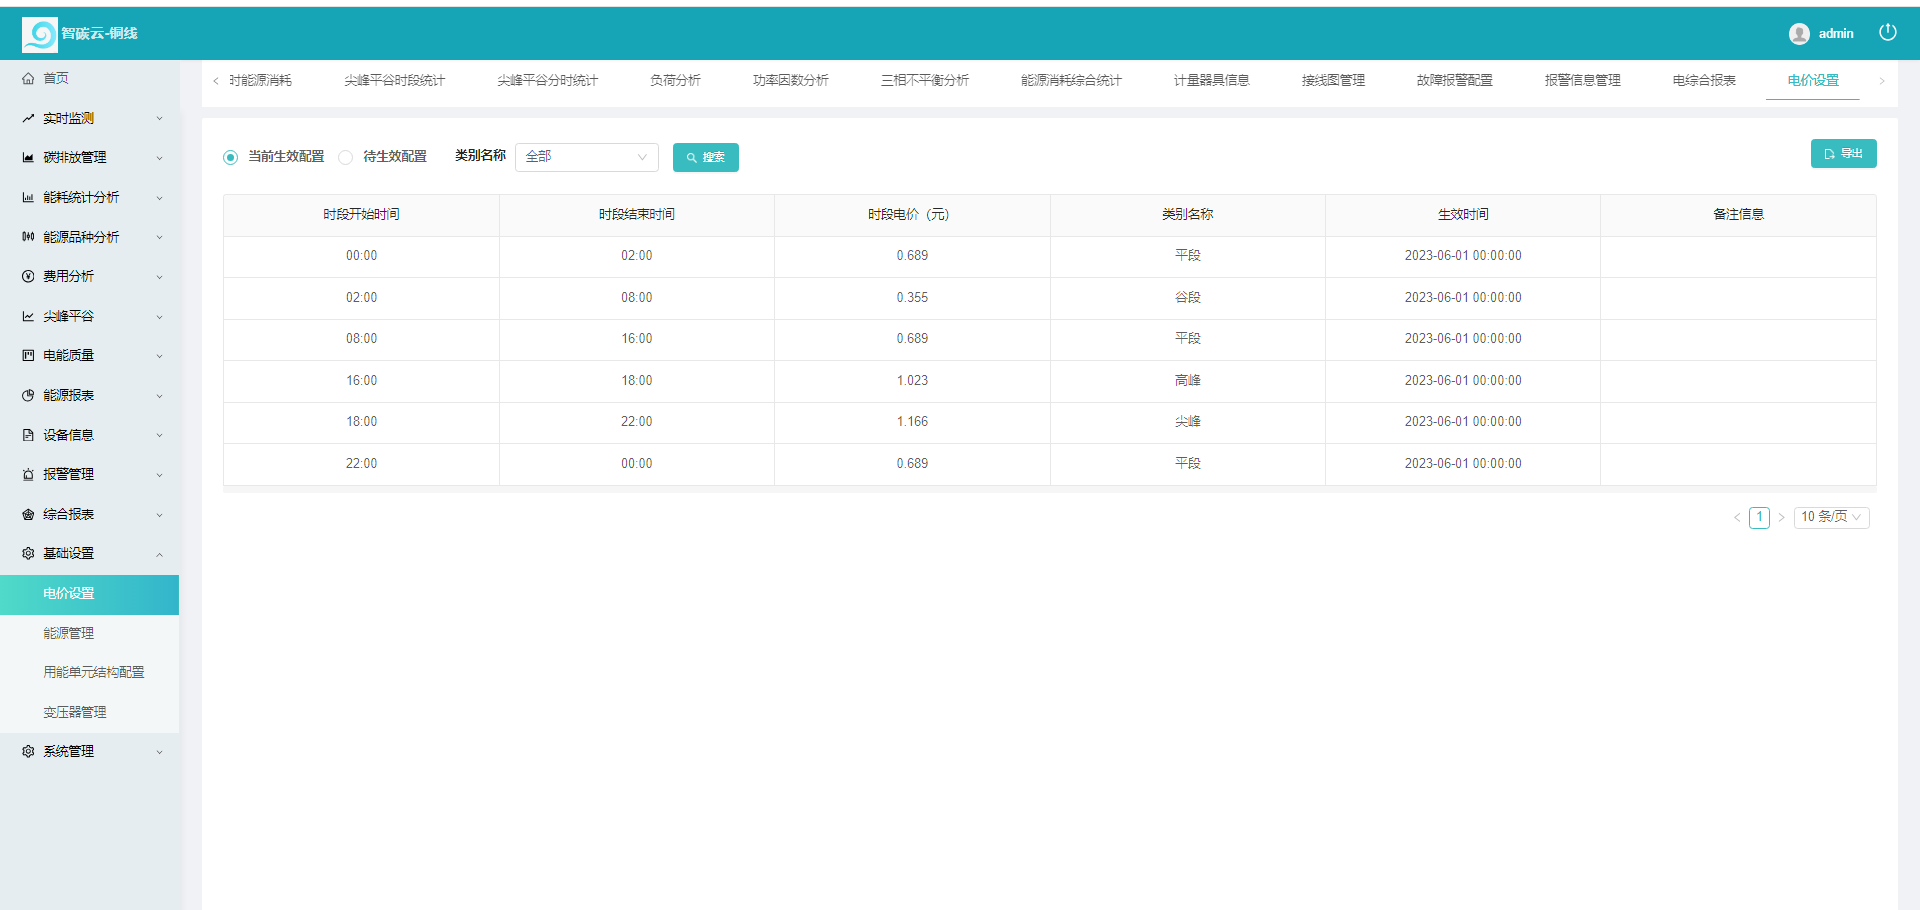 智碳云-铜线
admin
首页
实时监测
碳排放管理
能耗统计分析
能源品种分析
费用分析
尖峰平谷
电能质量
能源报表
设备信息
报警管理
综合报表
基础设置
电价设置
能源管理
用能单元结构配置
变压器管理
系统管理
时能源消耗 尖峰平谷时段统计 尖峰平谷分时统计 负荷分析 功率因数分析 三相不平衡分析 能源消耗综合统计 计量器具信息 接线图管理 故障报警配置 报警信息管理 电综合报表 电价设置
当前生效配置 待生效配置 类别名称 全部 搜索 导出
时段开始时间 时段结束时间 时段电价（元） 类别名称 生效时间 备注信息
00:00 02:00 0.689 平段 2023-06-01 00:00:00
02:00 08:00 0.355 谷段 2023-06-01 00:00:00
08:00 16:00 0.689 平段 2023-06-01 00:00:00
16:00 18:00 1.023 高峰 2023-06-01 00:00:00
18:00 22:00 1.166 尖峰 2023-06-01 00:00:00
22:00 00:00 0.689 平段 2023-06-01 00:00:00
1 10 条/页